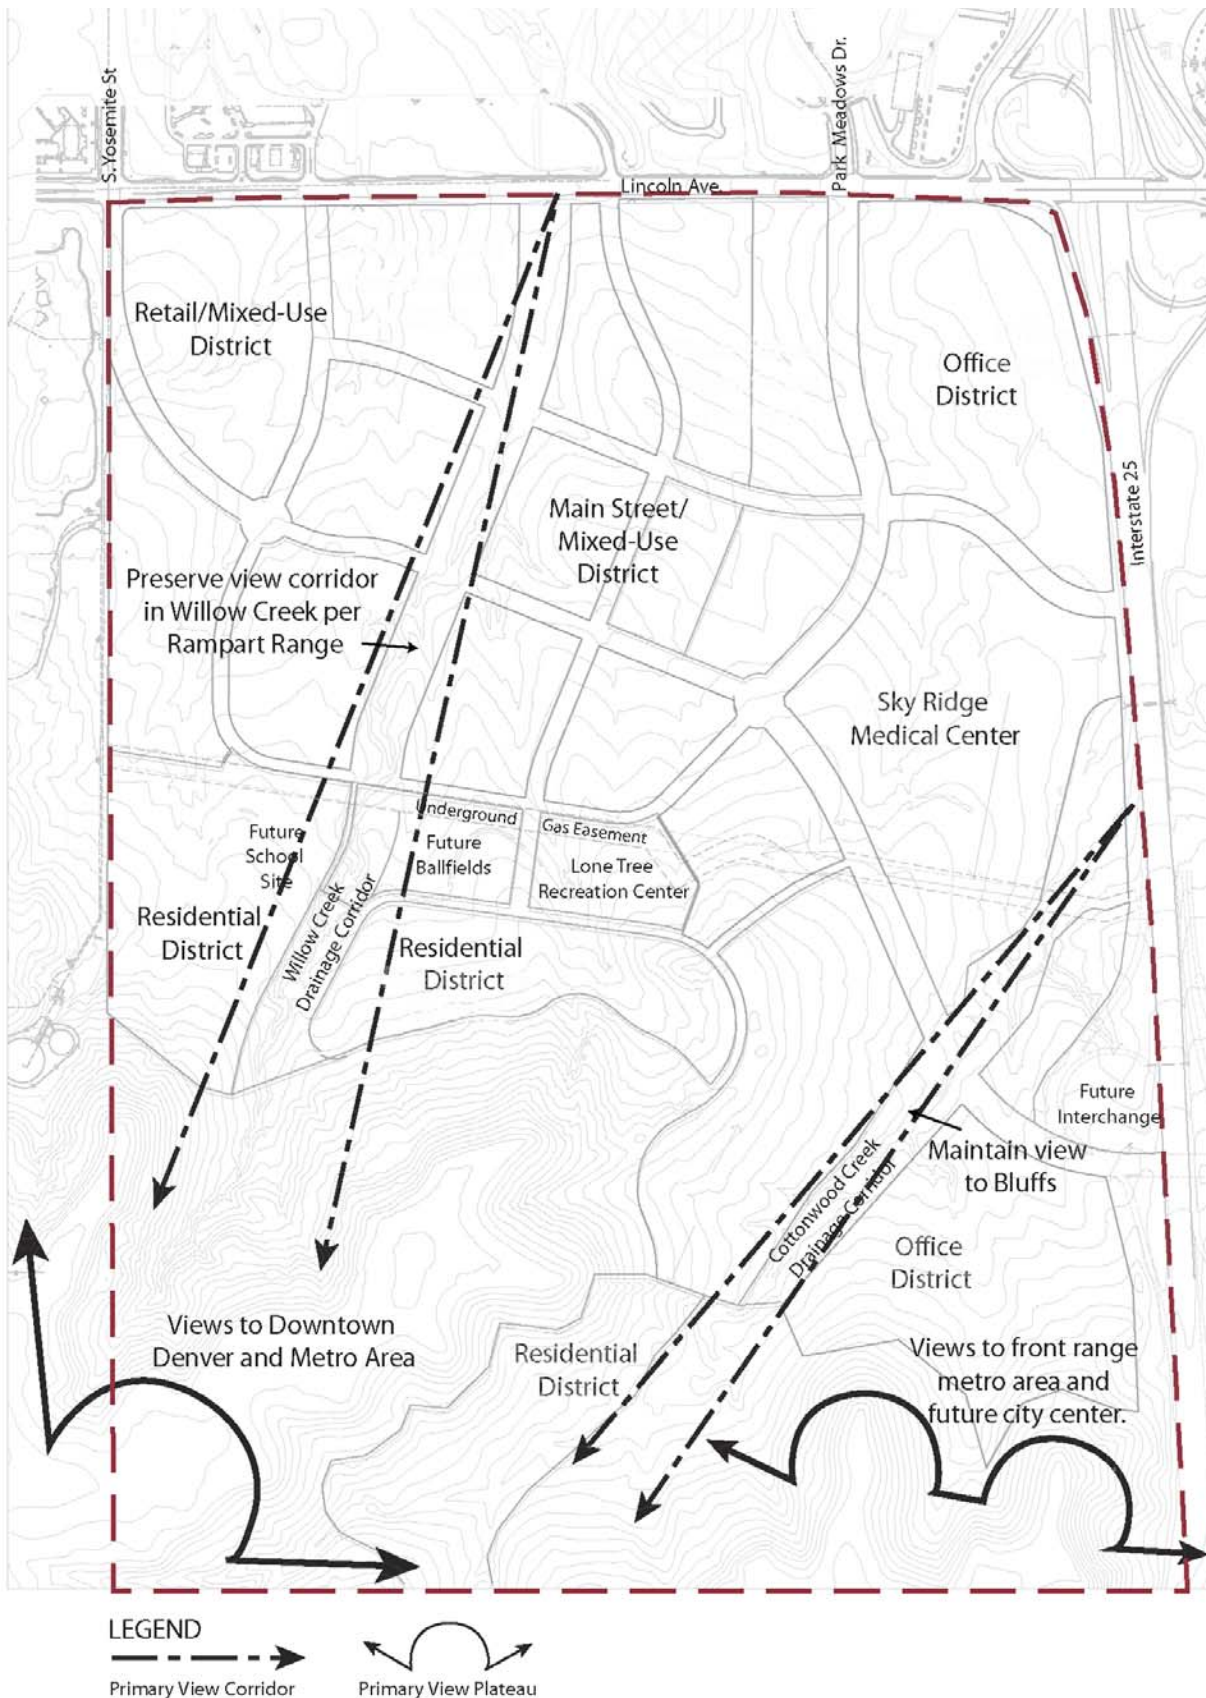 S.Yosemite St
Park Meadows Dr.
Lincoln Ave.
Retail/Mixed-Use
District
Office
District
Interstate 25
Main Street/
Mixed-Use
District
Preserve view corridor
in Willow Creek per
Rampart Range
Sky Ridge
Medical Center
Underground
Gas Easement
Future
School
Site
Future
Ballfields
Lone Tree
Recreation Center
Residential
District
Willow Creek
Drainage Corridor
Residential
District
Future
Interchange
Maintain view
to Bluffs
Cottonwood Creek
Drainage Corridor
Office
District
Views to Downtown
Denver and Metro Area
Residential
District
Views to front range
metro area and
future city center.
LEGEND
Primary View Corridor
Primary View Plateau